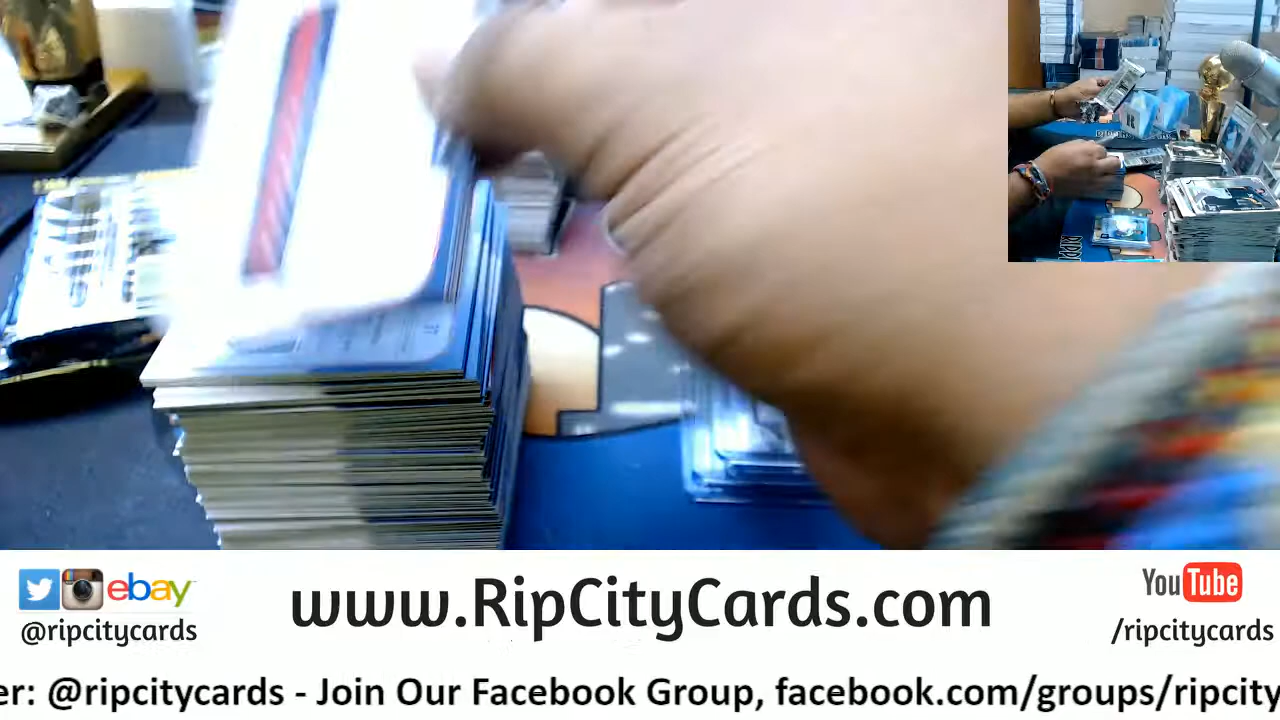 ebay
@ripcitycards
www.RipCityCards.com
YouTube
/ripcitycards
er: @ripcitycards - Join Our Facebook Group, facebook.com/groups/ripcity